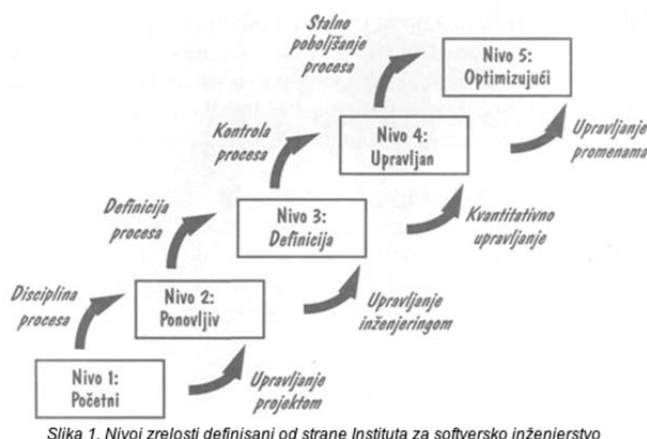 Stalno
poboljšanje
procesa
Nivo 5:
Optimizujući
Kontrola
procesa
Nivo 4:
Upravljan
Upravljanje
promenama
Definicija
procesa
Nivo 3:
Definicija
Kvantitativno
upravljanje
Disciplina
procesa
Nivo 2:
Ponovljiv
Upravljanje
inženjeringom
Nivo 1:
Početni
Upravljanje
projektom
Slika 1. Nivoi zrelosti definisani od strane Instituta za softversko inženjerstvo